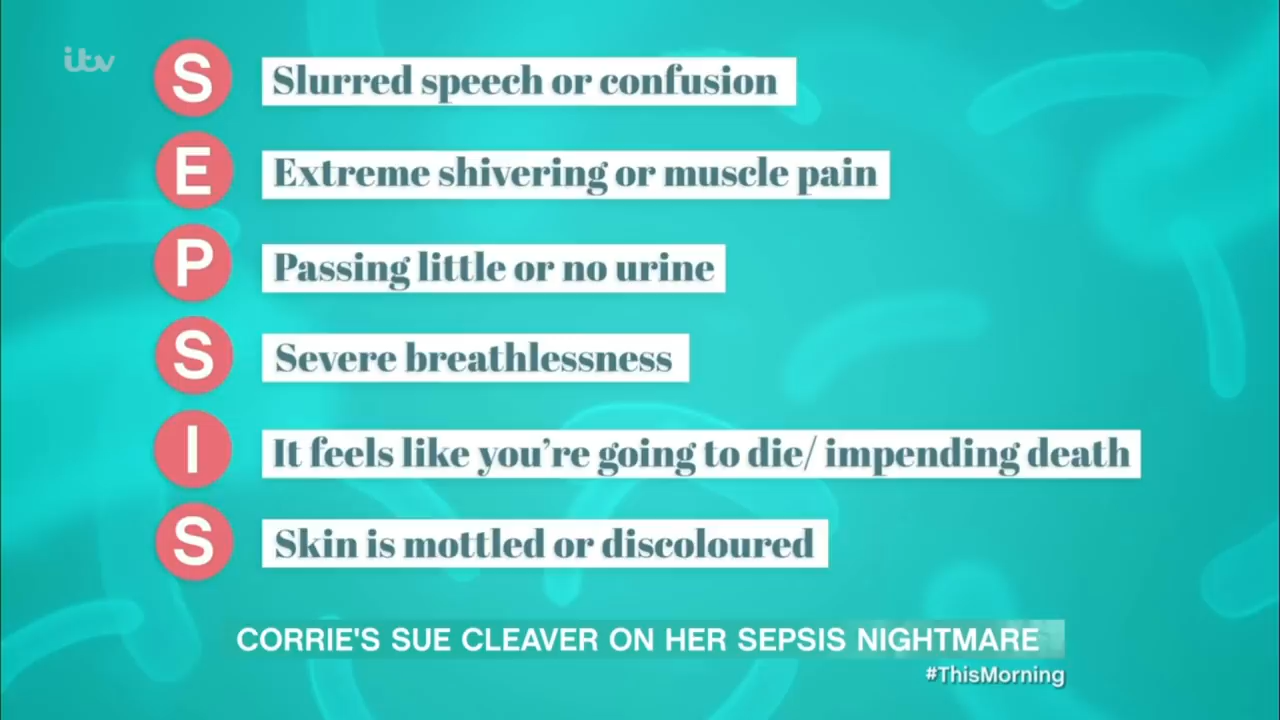 itv
S Slurred speech or confusion
E Extreme shivering or muscle pain
P Passing little or no urine
S Severe breathlessness
I It feels like you’re going to die/ impending death
S Skin is mottled or discoloured
CORRIE'S SUE CLEAVER ON HER SEPSIS NIGHTMARE
#ThisMorning